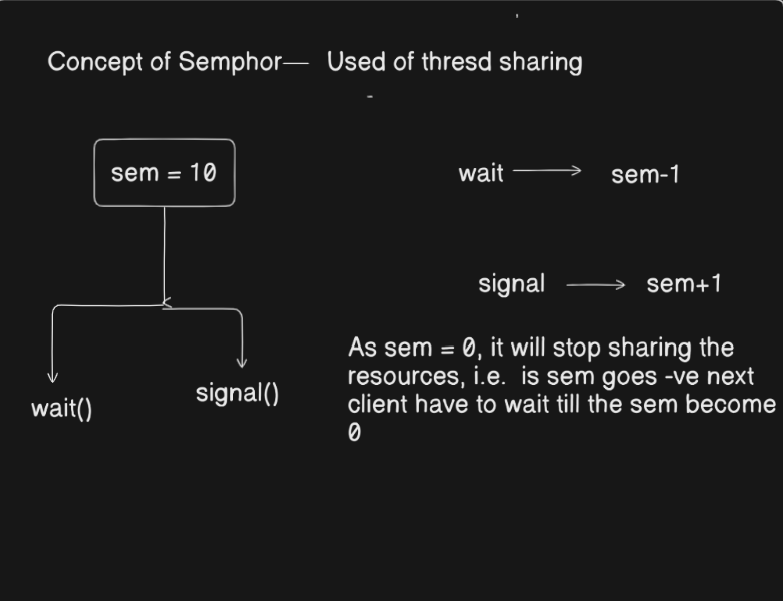 Concept of Semphor— Used of thresd sharing
sem = 10
wait
sem-1
signal
sem+1
wait()
signal()
As sem = 0, it will stop sharing the
resources, i.e. is sem goes -ve next
client have to wait till the sem become
0